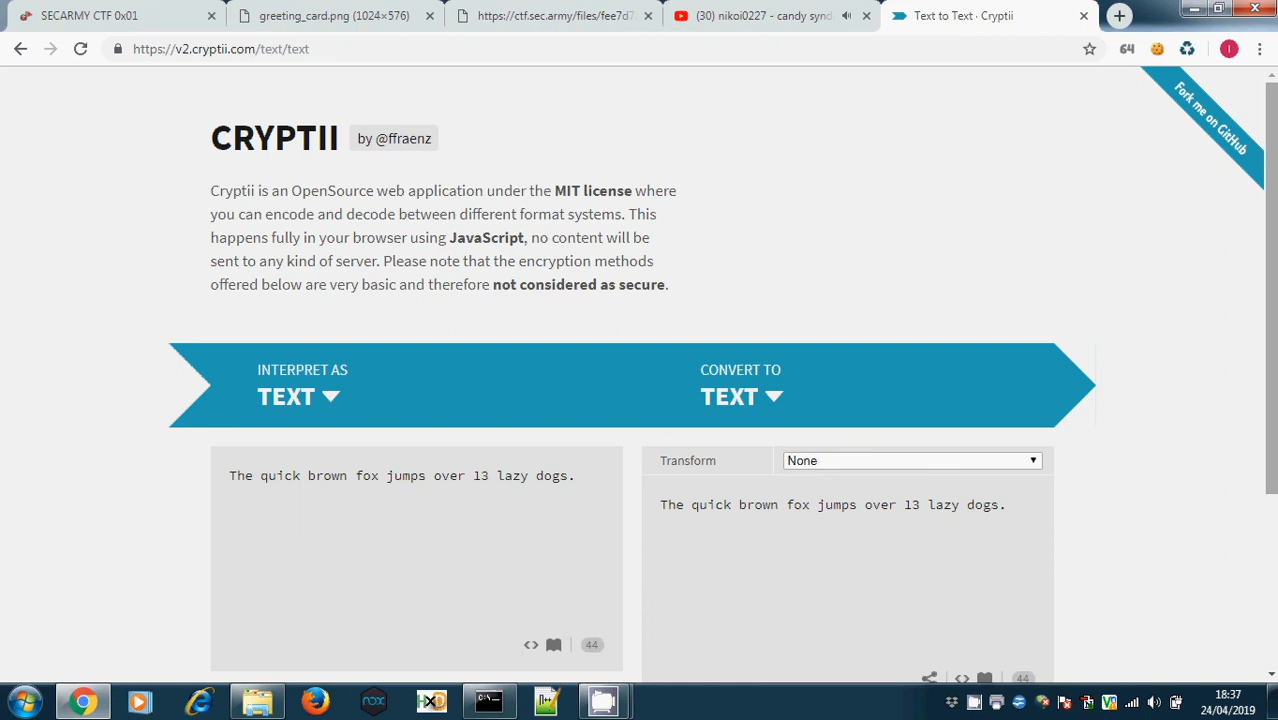 SECARMY CTF 0x01
greeting_card.png (1024×576)
https://ctf.sec.army/files/fee7d7
(30) nikoi0227 - candy synd
Text to Text · Cryptii
https://v2.cryptii.com/text/text
64
Fork me on GitHub
CRYPTII by @ffraenz
Cryptii is an OpenSource web application under the MIT license where
you can encode and decode between different format systems. This
happens fully in your browser using JavaScript, no content will be
sent to any kind of server. Please note that the encryption methods
offered below are very basic and therefore not considered as secure.
INTERPRET AS
TEXT
CONVERT TO
TEXT
The quick brown fox jumps over 13 lazy dogs.
44
Transform
None
The quick brown fox jumps over 13 lazy dogs.
44
nox
HXD
18:37
24/04/2019